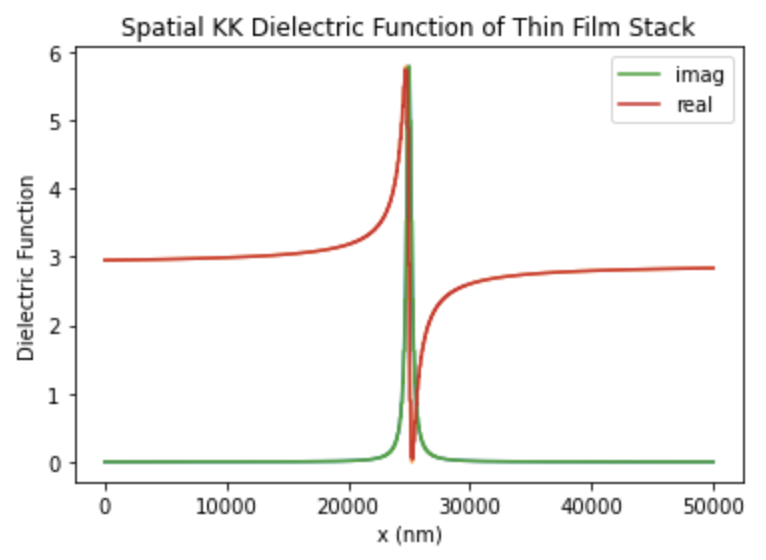 Spatial KK Dielectric Function of Thin Film Stack
6
5
4
3
2
1
0
Dielectric Function
imag
real
0 10000 20000 30000 40000 50000
x (nm)